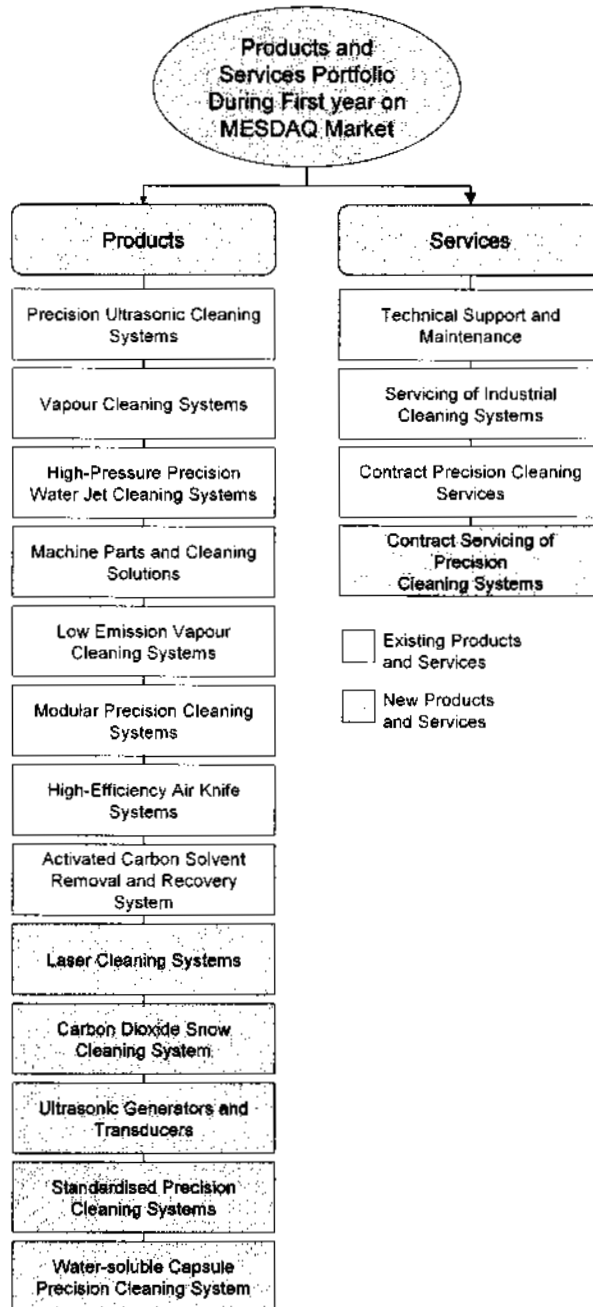 Products and
Services Portfolio
During First year on
MESDAQ Market
Products
Precision Ultrasonic Cleaning
Systems
Vapour Cleaning Systems
High-Pressure Precision
Water Jet Cleaning Systems
Machine Parts and Cleaning
Solutions
Low Emission Vapour
Cleaning Systems
Modular Precision Cleaning
Systems
High-Efficiency Air Knife
Systems
Activated Carbon Solvent
Removal and Recovery
System
Laser Cleaning Systems
Carbon Dioxide Snow
Cleaning System
Ultrasonic Generators and
Transducers
Standardised Precision
Cleaning Systems
Water-soluble Capsule
Precision Cleaning System
Services
Technical Support and
Maintenance
Servicing of Industrial
Cleaning Systems
Contract Precision Cleaning
Services
Contract Servicing of
Precision
Cleaning Systems
Existing Products
and Services
New Products
and Services